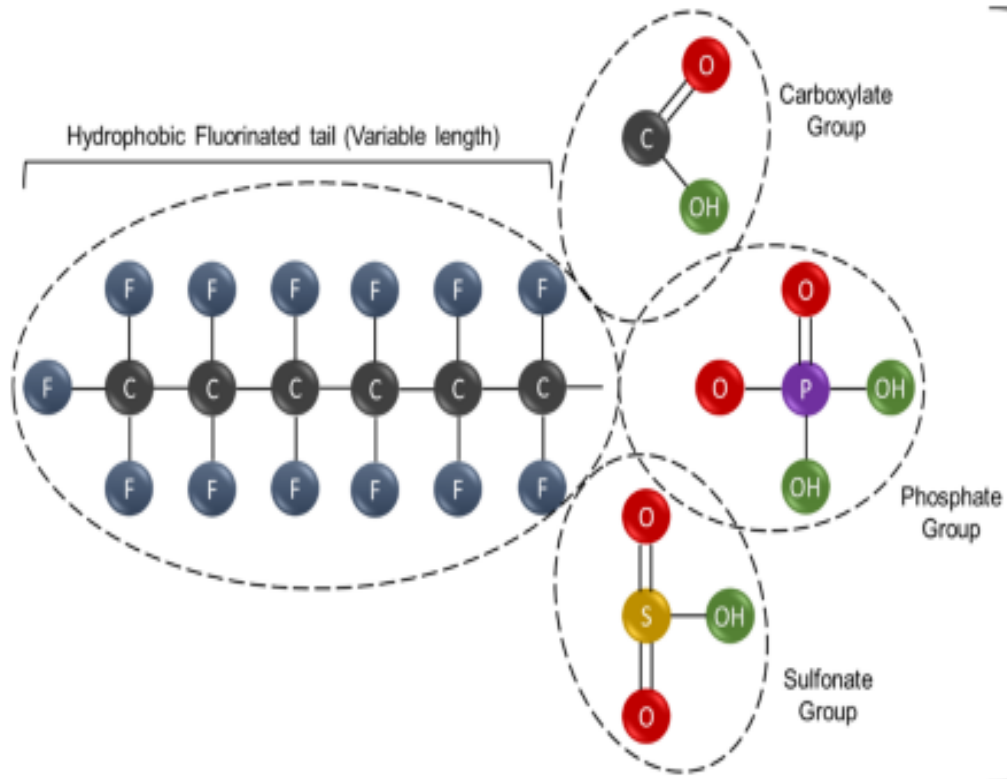 Hydrophobic Fluorinated tail (Variable length)
O
C
OH
Carboxylate
Group
F F F F F F
F C C C C C C
F F F F F F
O
O P OH
OH
Phosphate
Group
O
S OH
O
Sulfonate
Group